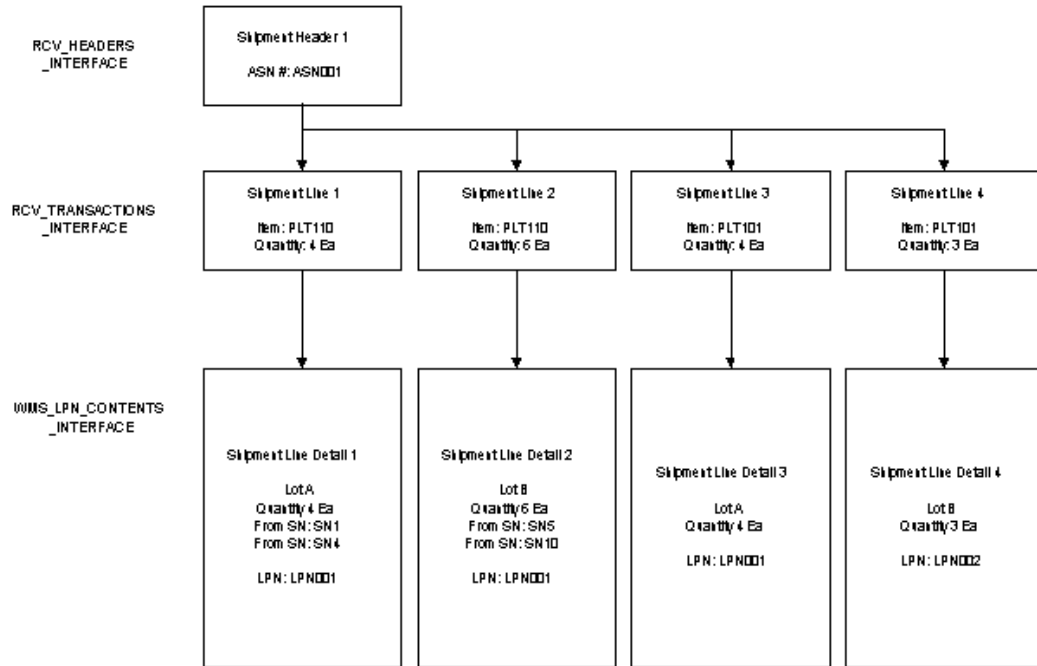 RCV_HEADERS
_INTERFACE
Shipment Header 1
ASN #: ASN001
RCV_TRANSACTIONS
_INTERFACE
Shipment Line 1
Item: PLT110
Quantity: 4 Ea
Shipment Line 2
Item: PLT110
Quantity: 6 Ea
Shipment Line 3
Item: PLT101
Quantity: 4 Ea
Shipment Line 4
Item: PLT101
Quantity: 3 Ea
WMS_LPN_CONTENTS
_INTERFACE
Shipment Line Detail 1
Lot A
Quantity 4 Ea
From SN: SN1
From SN: SN4
LPN: LPN001
Shipment Line Detail 2
Lot B
Quantity 6 Ea
From SN: SN5
From SN: SN10
LPN: LPN001
Shipment Line Detail 3
Lot A
Quantity 4 Ea
LPN: LPN001
Shipment Line Detail 4
Lot B
Quantity 3 Ea
LPN: LPN002